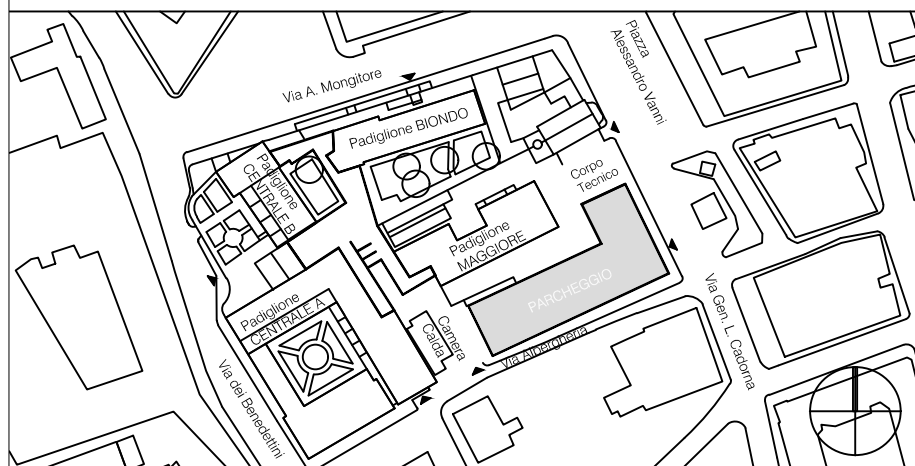 Via A. Mongitore
Piazza
Alessandro Vanni
Padiglione BIONDO
Padiglione
CENTRALE B
Corpo
Tecnico
Padiglione
MAGGIORE
PARCHEGGIO
Padiglione
CENTRALE A
Camera
Calda
Via Albergheria
Via Gen. L. Cadorna
Via dei Benedettini